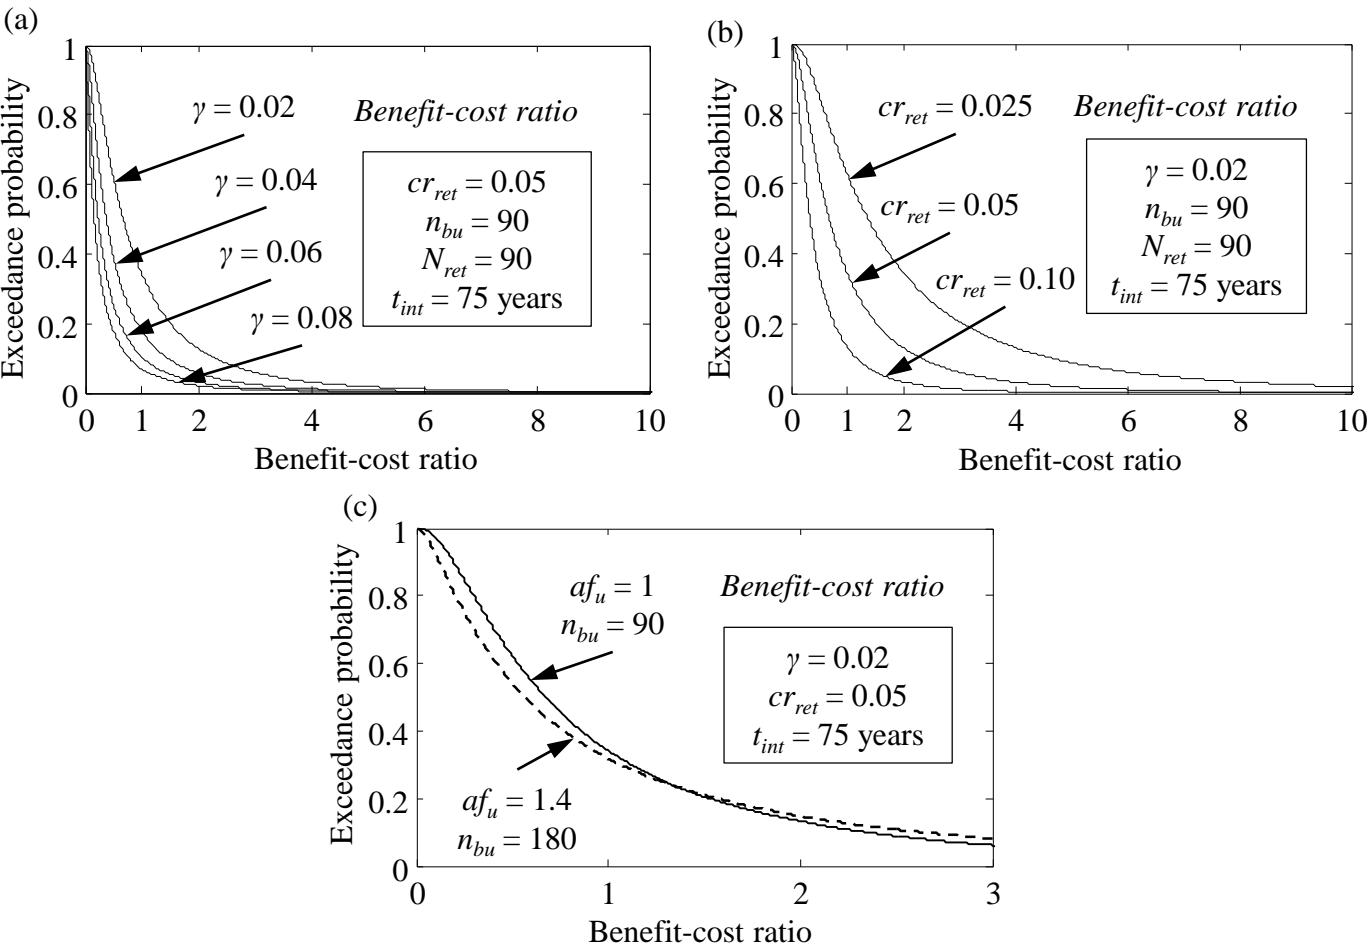 (a)
1
0.8
0.6
0.4
0.2
0
Exceedance probability
γ = 0.02
γ = 0.04
γ = 0.06
γ = 0.08
Benefit-cost ratio
cr_ret = 0.05
n_bu = 90
N_ret = 90
t_int = 75 years
0 1 2 4 6 8 10
Benefit-cost ratio
(b)
1
0.8
0.6
0.4
0.2
0
Exceedance probability
cr_ret = 0.025
cr_ret = 0.05
cr_ret = 0.10
Benefit-cost ratio
γ = 0.02
n_bu = 90
N_ret = 90
t_int = 75 years
0 1 2 4 6 8 10
Benefit-cost ratio
(c)
1
0.8
0.6
0.4
0.2
0
Exceedance probability
af_u = 1
n_bu = 90
af_u = 1.4
n_bu = 180
Benefit-cost ratio
γ = 0.02
cr_ret = 0.05
t_int = 75 years
0 1 2 3
Benefit-cost ratio